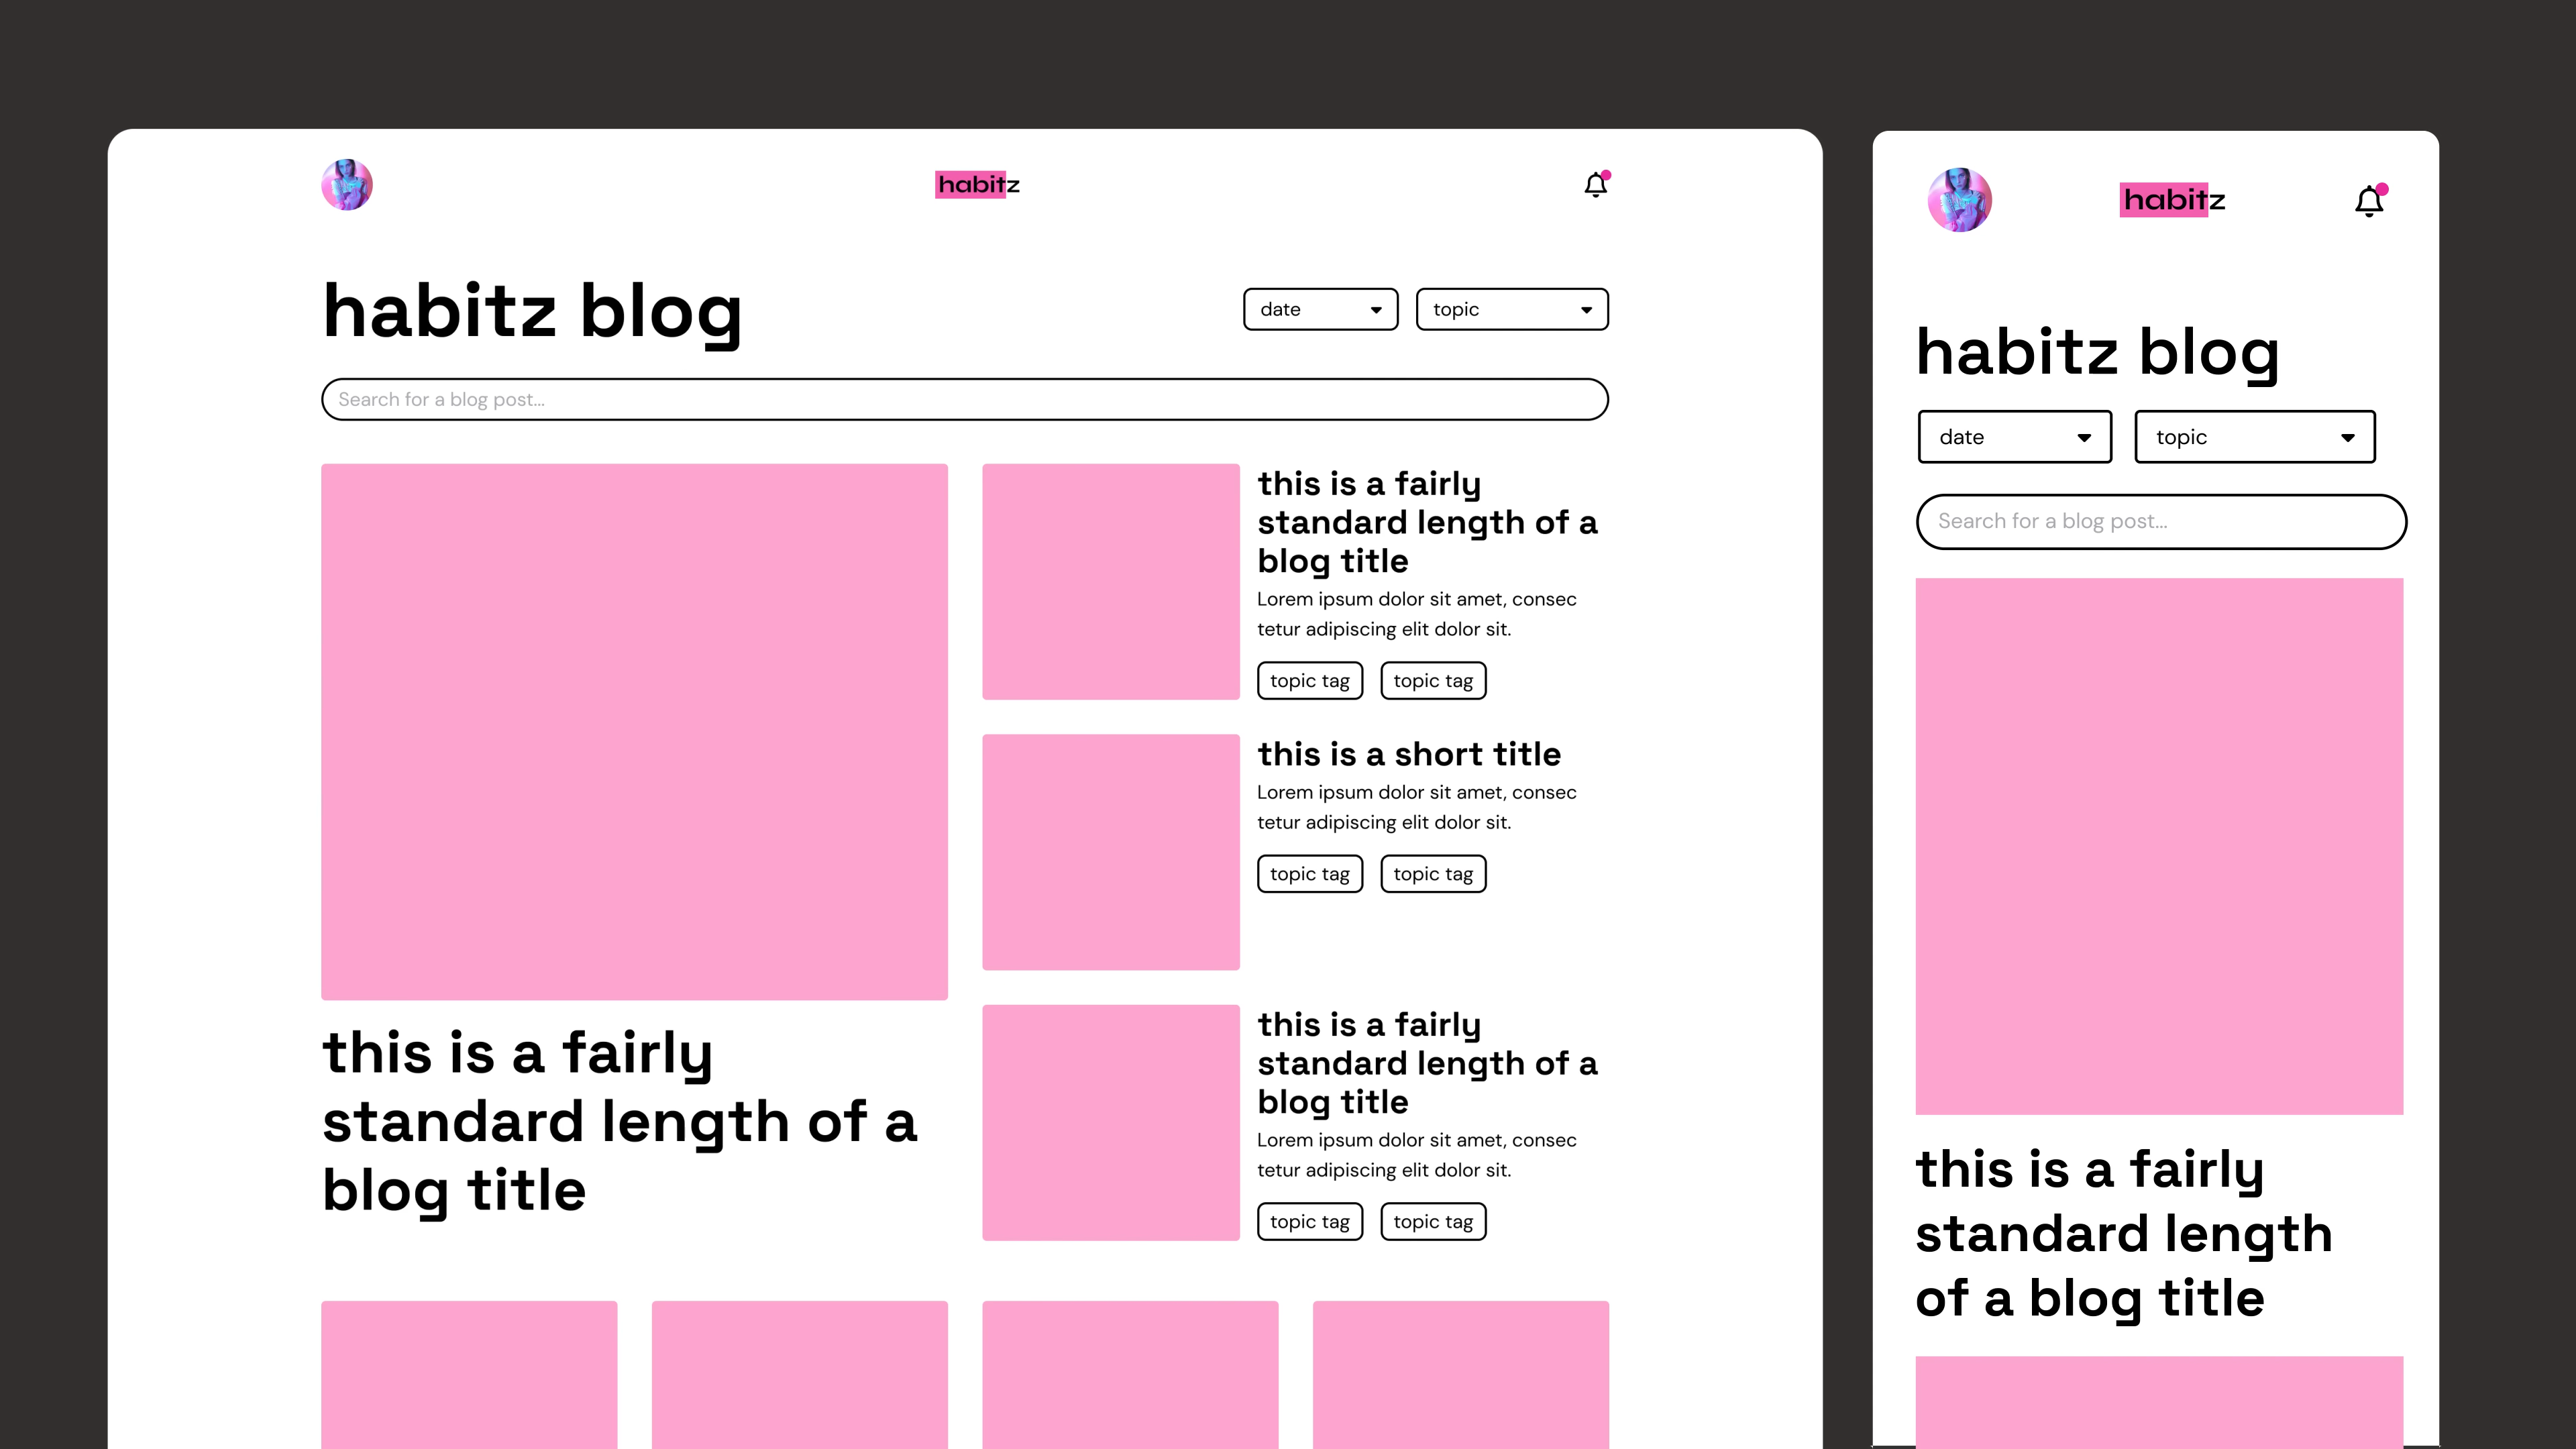 habitz
habitz blog
date
topic
Search for a blog post...
this is a fairly
standard length of a
blog title
this is a fairly
standard length of a
blog title
Lorem ipsum dolor sit amet, consec
tetur adipiscing elit dolor sit.
topic tag
topic tag
this is a short title
Lorem ipsum dolor sit amet, consec
tetur adipiscing elit dolor sit.
topic tag
topic tag
this is a fairly
standard length of a
blog title
Lorem ipsum dolor sit amet, consec
tetur adipiscing elit dolor sit.
topic tag
topic tag
habitz
habitz blog
date
topic
Search for a blog post...
this is a fairly
standard length
of a blog title